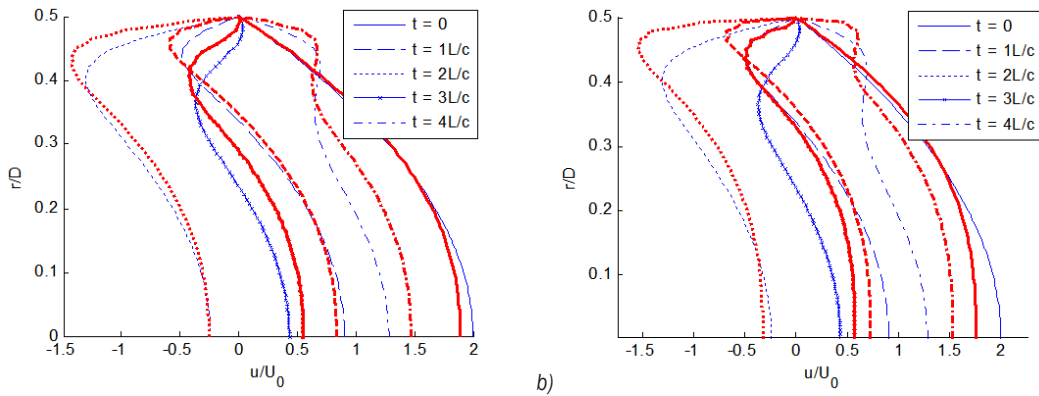 0.5
0.4
0.3
0.2
0.1
0
r/D
-1.5 -1 -0.5 0 0.5 1 1.5 2
u/U0
t = 0
t = 1L/c
t = 2L/c
t = 3L/c
t = 4L/c
b)
0.5
0.4
0.3
0.2
0.1
r/D
-1.5 -1 -0.5 0 0.5 1 1.5 2
u/U0
t = 0
t = 1L/c
t = 2L/c
t = 3L/c
t = 4L/c